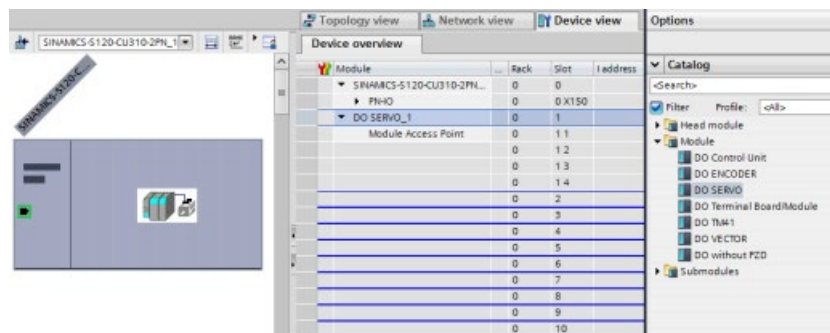 Topology view
Network view
Device view
Options
SINAMICS-S120-CU310-2PN_1
Device overview
Module ... Rack Slot I address
SINAMICS-S120-CU310-2PN... 0 0
PN-IO 0 0 X150
DO SERVO_1 0 1
Module Access Point 0 1 1
0 1 2
0 1 3
0 1 4
0 2
0 3
0 4
0 5
0 6
0 7
0 8
0 9
0 10
SINAMICS-S120-C...
Catalog
<Search>
Filter Profile: <All>
Head module
Module
DO Control Unit
DO ENCODER
DO SERVO
DO Terminal Board/Module
DO TM41
DO VECTOR
DO without PZD
Submodules